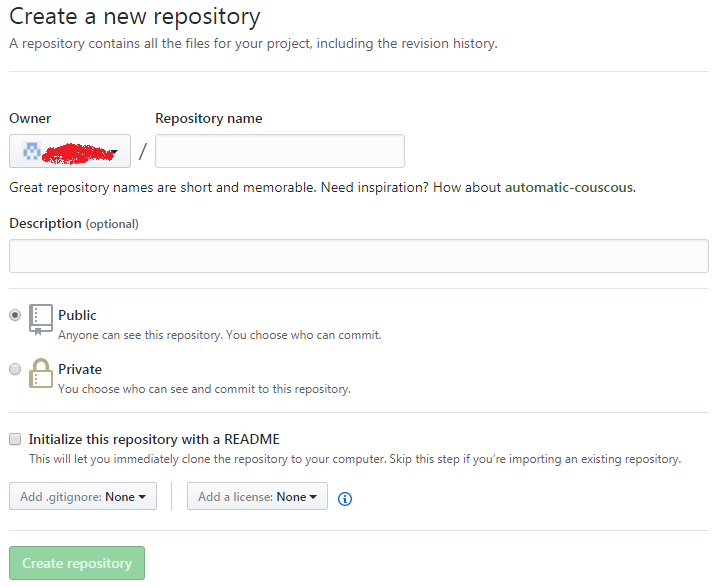 Create a new repository
A repository contains all the files for your project, including the revision history.
Owner
Repository name
/
Great repository names are short and memorable. Need inspiration? How about automatic-couscous.
Description (optional)
Public
Anyone can see this repository. You choose who can commit.
Private
You choose who can see and commit to this repository.
Initialize this repository with a README
This will let you immediately clone the repository to your computer. Skip this step if you're importing an existing repository.
Add .gitignore: None
Add a license: None
Create repository